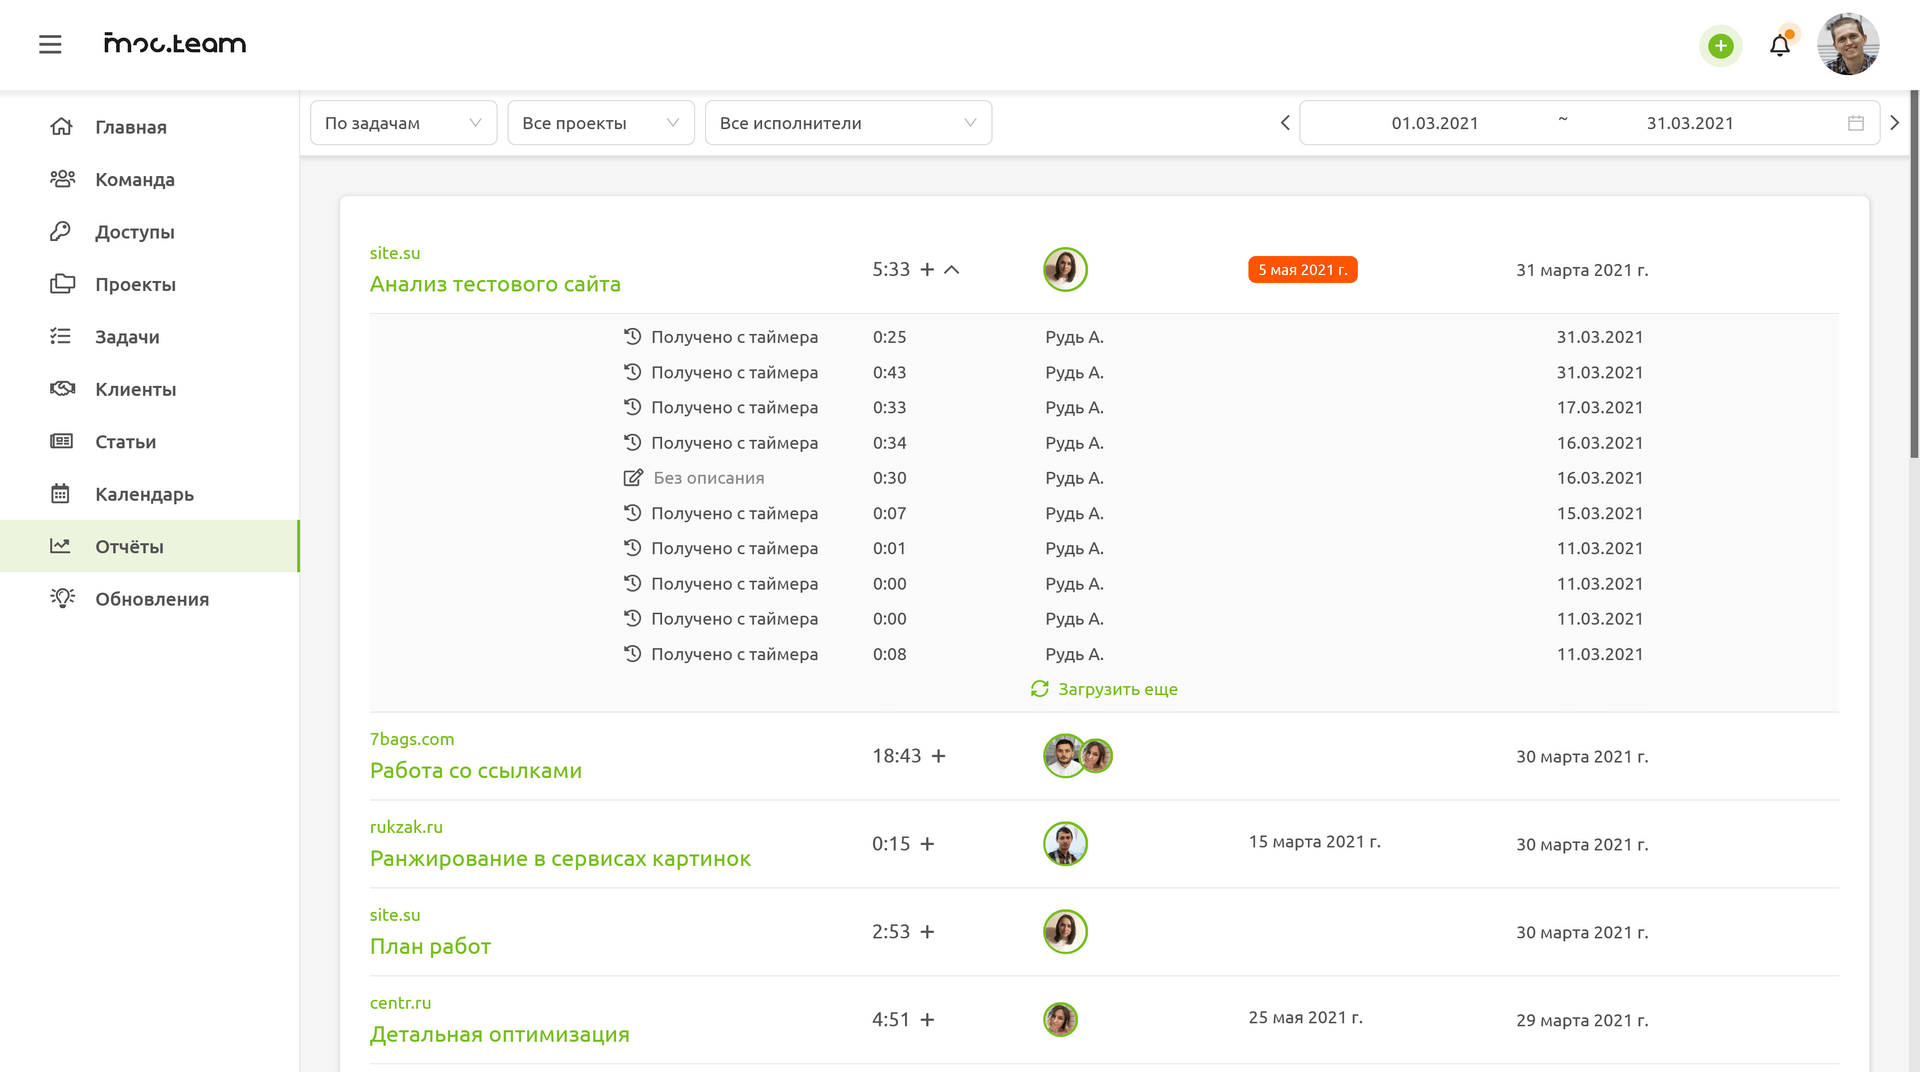 moc.team
Главная
Команда
Доступы
Проекты
Задачи
Клиенты
Статьи
Календарь
Отчёты
Обновления
По задачам Все проекты Все исполнители 01.03.2021 ~ 31.03.2021
site.su
Анализ тестового сайта 5:33 + 5 мая 2021 г. 31 марта 2021 г.
Получено с таймера 0:25 Рудь А. 31.03.2021
Получено с таймера 0:43 Рудь А. 31.03.2021
Получено с таймера 0:33 Рудь А. 17.03.2021
Получено с таймера 0:34 Рудь А. 16.03.2021
Без описания 0:30 Рудь А. 16.03.2021
Получено с таймера 0:07 Рудь А. 15.03.2021
Получено с таймера 0:01 Рудь А. 11.03.2021
Получено с таймера 0:00 Рудь А. 11.03.2021
Получено с таймера 0:00 Рудь А. 11.03.2021
Получено с таймера 0:08 Рудь А. 11.03.2021
Загрузить еще
7bags.com
Работа со ссылками 18:43 + 30 марта 2021 г.
rukzak.ru
Ранжирование в сервисах картинок 0:15 + 15 марта 2021 г. 30 марта 2021 г.
site.su
План работ 2:53 + 30 марта 2021 г.
centr.ru
Детальная оптимизация 4:51 + 25 мая 2021 г. 29 марта 2021 г.